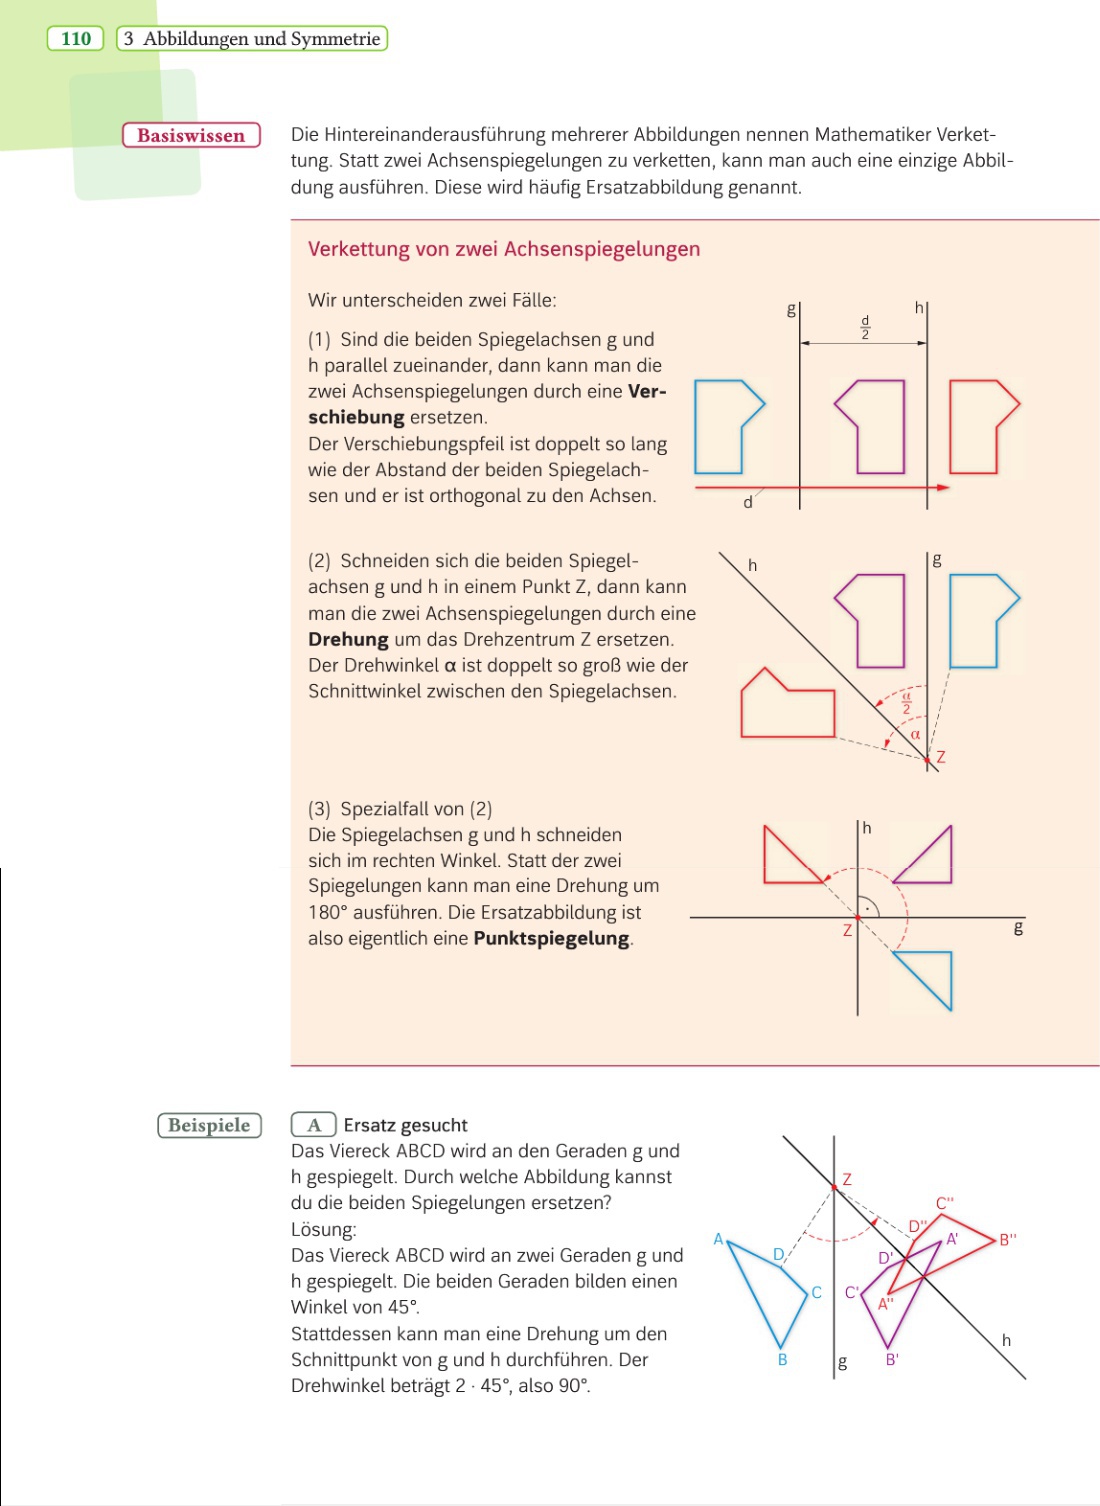 110
3 Abbildungen und Symmetrie
Basiswissen
Die Hintereinanderausführung mehrerer Abbildungen nennen Mathematiker Verket-
tung. Statt zwei Achsenspiegelungen zu verketten, kann man auch eine einzige Abbil-
dung ausführen. Diese wird häufig Ersatzabbildung genannt.
Verkettung von zwei Achsenspiegelungen
Wir unterscheiden zwei Fälle:
(1) Sind die beiden Spiegelachsen g und
h parallel zueinander, dann kann man die
zwei Achsenspiegelungen durch eine Ver-
schiebung ersetzen.
Der Verschiebungspfeil ist doppelt so lang
wie der Abstand der beiden Spiegelach-
sen und er ist orthogonal zu den Achsen.
g
h
d/2
d
(2) Schneiden sich die beiden Spiegel-
achsen g und h in einem Punkt Z, dann kann
man die zwei Achsenspiegelungen durch eine
Drehung um das Drehzentrum Z ersetzen.
Der Drehwinkel α ist doppelt so groß wie der
Schnittwinkel zwischen den Spiegelachsen.
h
g
α/2
α
Z
(3) Spezialfall von (2)
Die Spiegelachsen g und h schneiden
sich im rechten Winkel. Statt der zwei
Spiegelungen kann man eine Drehung um
180° ausführen. Die Ersatzabbildung ist
also eigentlich eine Punktspiegelung.
h
Z
g
Beispiele
A Ersatz gesucht
Das Viereck ABCD wird an den Geraden g und
h gespiegelt. Durch welche Abbildung kannst
du die beiden Spiegelungen ersetzen?
Lösung:
Das Viereck ABCD wird an zwei Geraden g und
h gespiegelt. Die beiden Geraden bilden einen
Winkel von 45°.
Stattdessen kann man eine Drehung um den
Schnittpunkt von g und h durchführen. Der
Drehwinkel beträgt 2 · 45°, also 90°.
Z
C''
D''
A
A'
B''
D
D'
C
C'
A''
h
B
g
B'